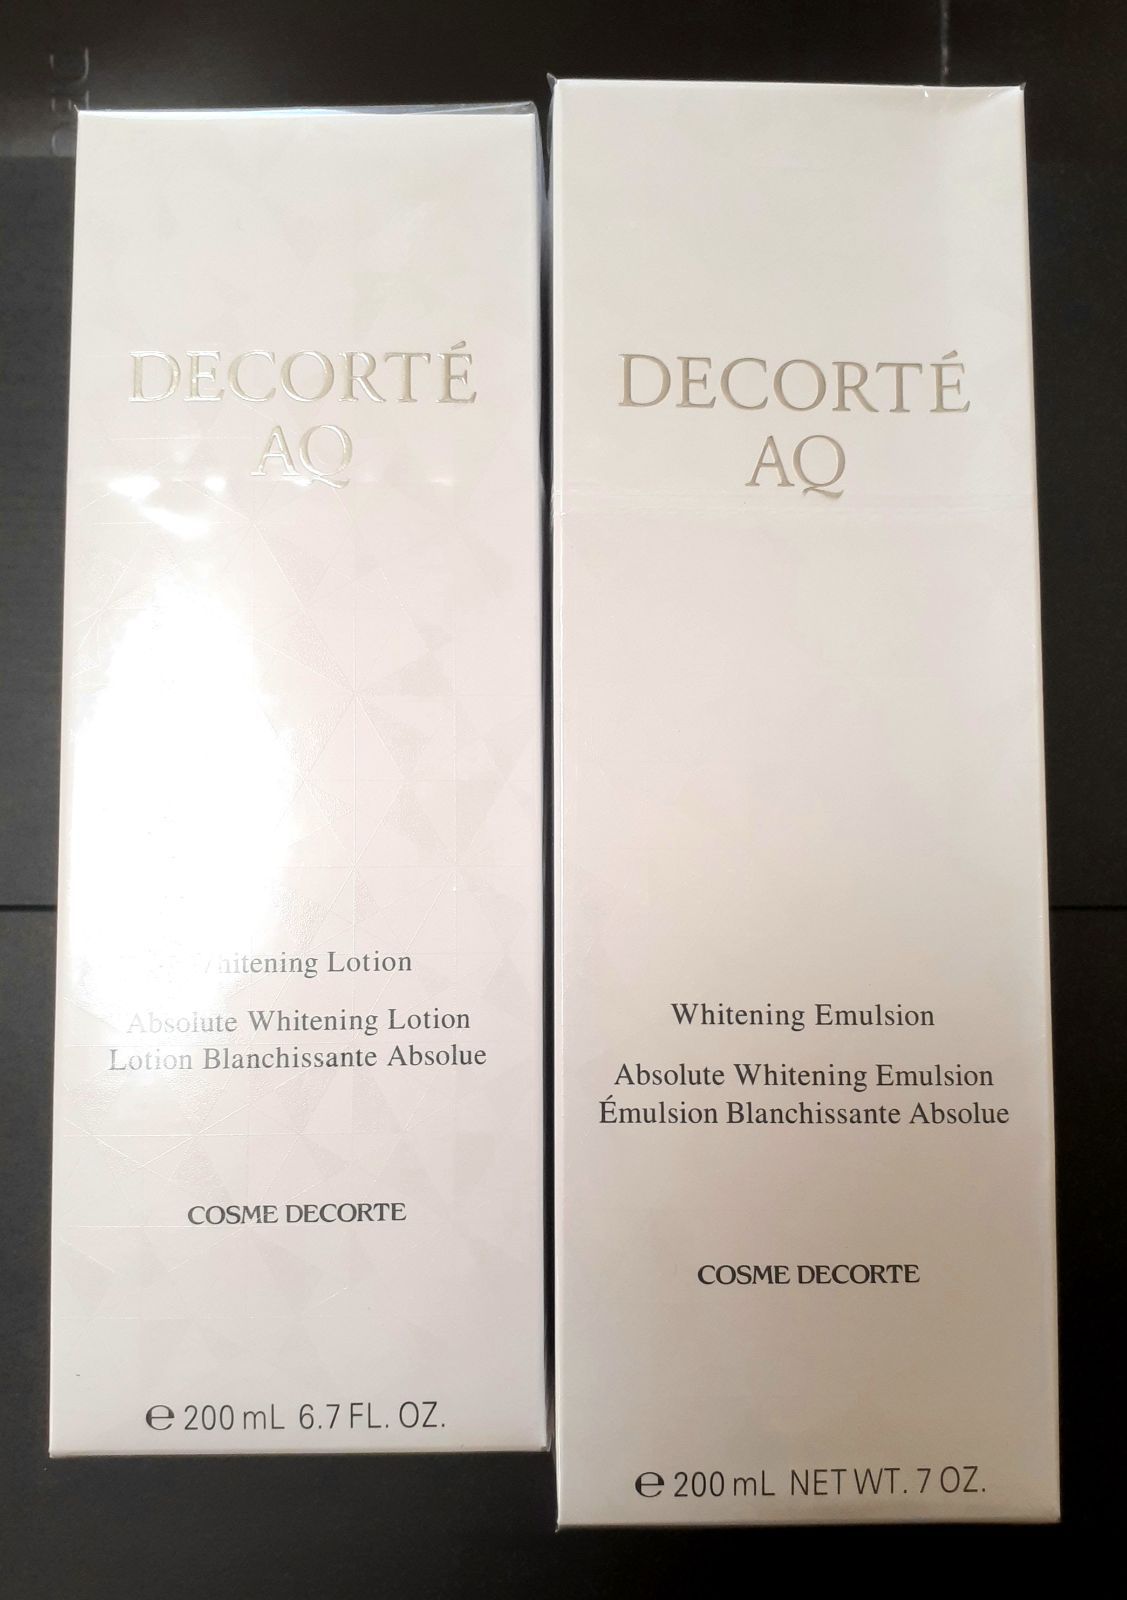 DECORTÉ
AQ
Whitening Lotion
Absolute Whitening Lotion
Lotion Blanchissante Absolue
COSME DECORTE
℮ 200 mL 6.7 FL. OZ.
DECORTÉ
AQ
Whitening Emulsion
Absolute Whitening Emulsion
Émulsion Blanchissante Absolue
COSME DECORTE
℮ 200 mL NET WT. 7 OZ.